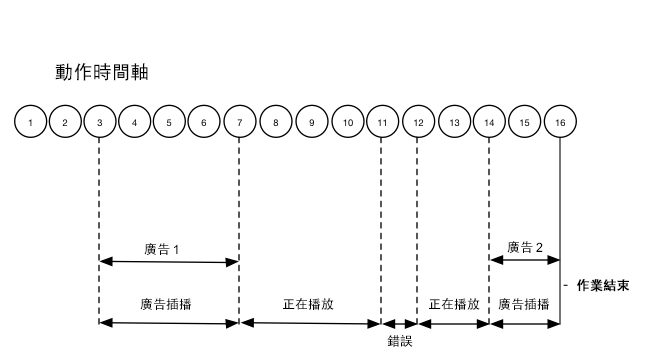 動作時間軸
1 2 3 4 5 6 7 8 9 10 11 12 13 14 15 16
廣告 1
廣告 2
- 作業結束
廣告插播 正在播放 正在播放 廣告插播
錯誤